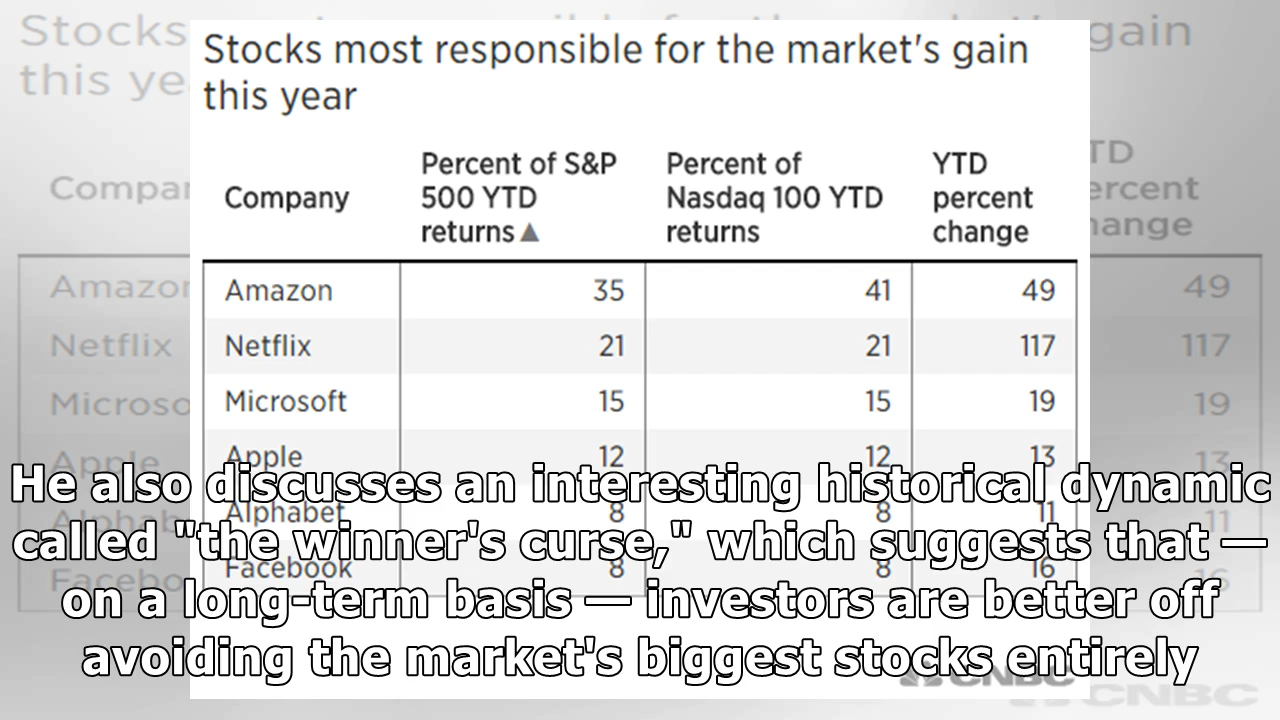 Stocks most responsible for the market's gain
this year
Company
Percent of S&P
500 YTD
returns▲
Percent of
Nasdaq 100 YTD
returns
YTD
percent
change
Amazon 35 41 49
Netflix 21 21 117
Microsoft 15 15 19
Apple 12 12 13
Alphabet 8 8 11
Facebook 8 8 16
He also discusses an interesting historical dynamic
called "the winner's curse," which suggests that —
on a long-term basis — investors are better off
avoiding the market's biggest stocks entirely
CNBC